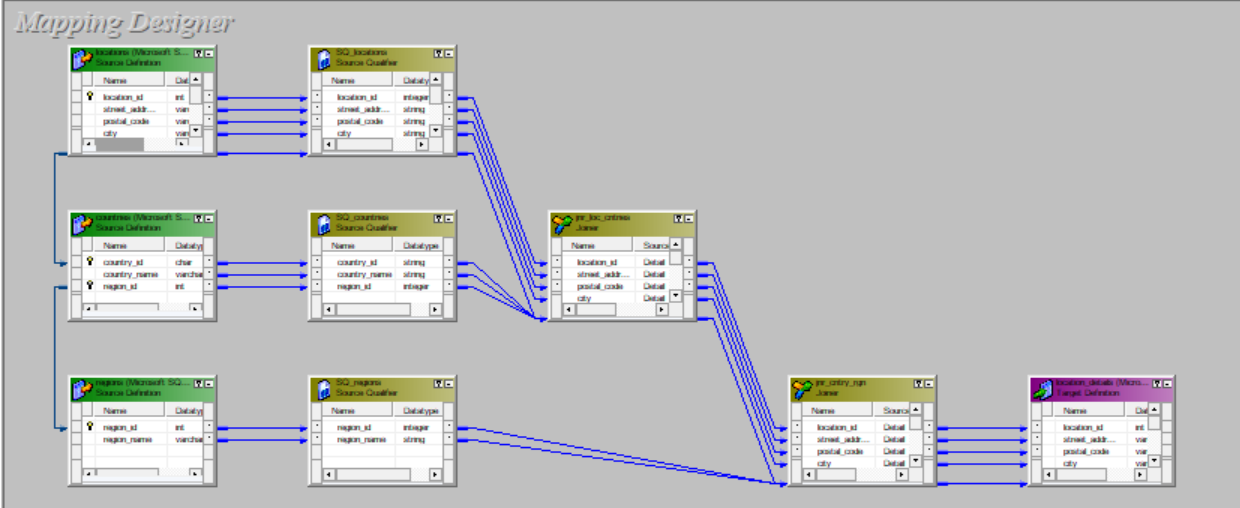 Mapping Designer
locations (Microsoft S...
Source Definition
Name Dat
location_id int
street_addr... van
postal_code van
city van
SQ_locations
Source Qualifier
Name Dataty
location_id integer
street_addr... string
postal_code string
city string
countries (Microsoft S...
Source Definition
Name Datatyp
country_id char
country_name varchar
region_id int
SQ_countries
Source Qualifier
Name Datatype
country_id string
country_name string
region_id integer
jnr_loc_cntries
Joiner
Name Source
location_id Detail
street_addr... Detail
postal_code Detail
city Detail
regions (Microsoft SQ...
Source Definition
Name Datatyp
region_id int
region_name varchar
SQ_regions
Source Qualifier
Name Datatype
region_id integer
region_name string
jnr_cntry_rgn
Joiner
Name Source
location_id Detail
street_addr... Detail
postal_code Detail
city Detail
location_details (Micro...
Target Definition
Name Dat
location_id int
street_addr... var
postal_code var
city var